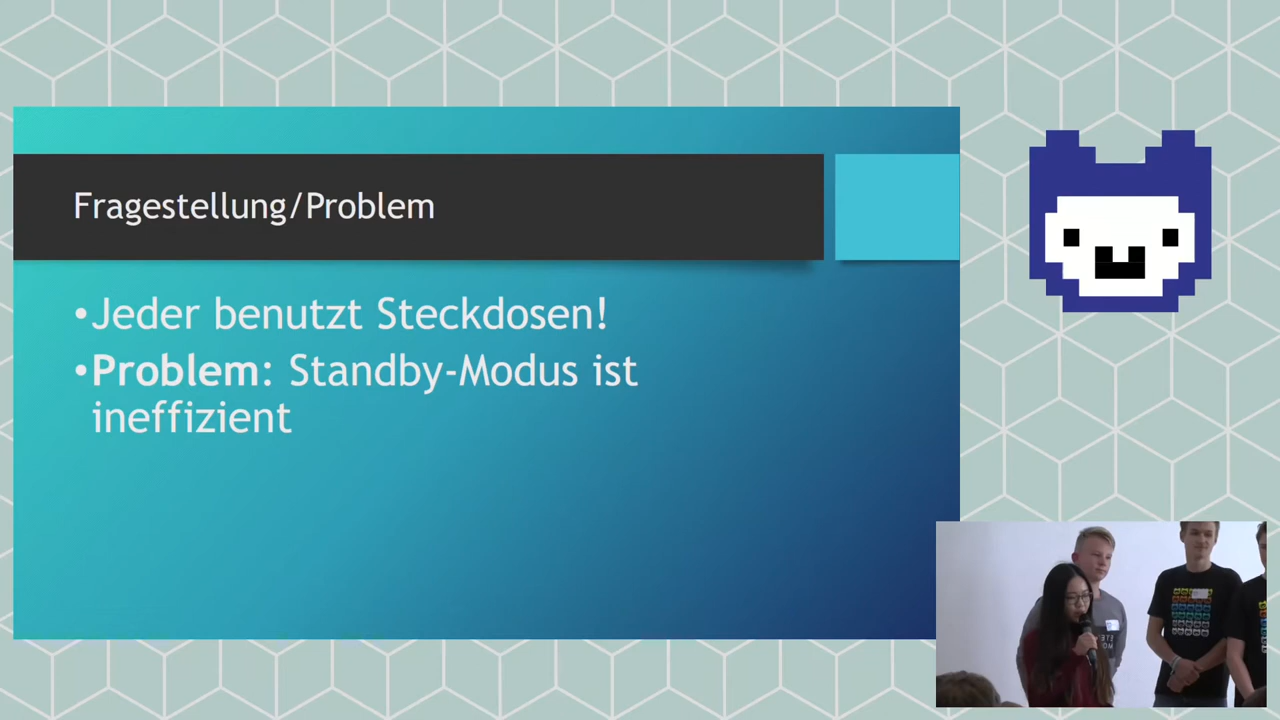 Fragestellung/Problem
•Jeder benutzt Steckdosen!
•Problem: Standby-Modus ist
ineffizient